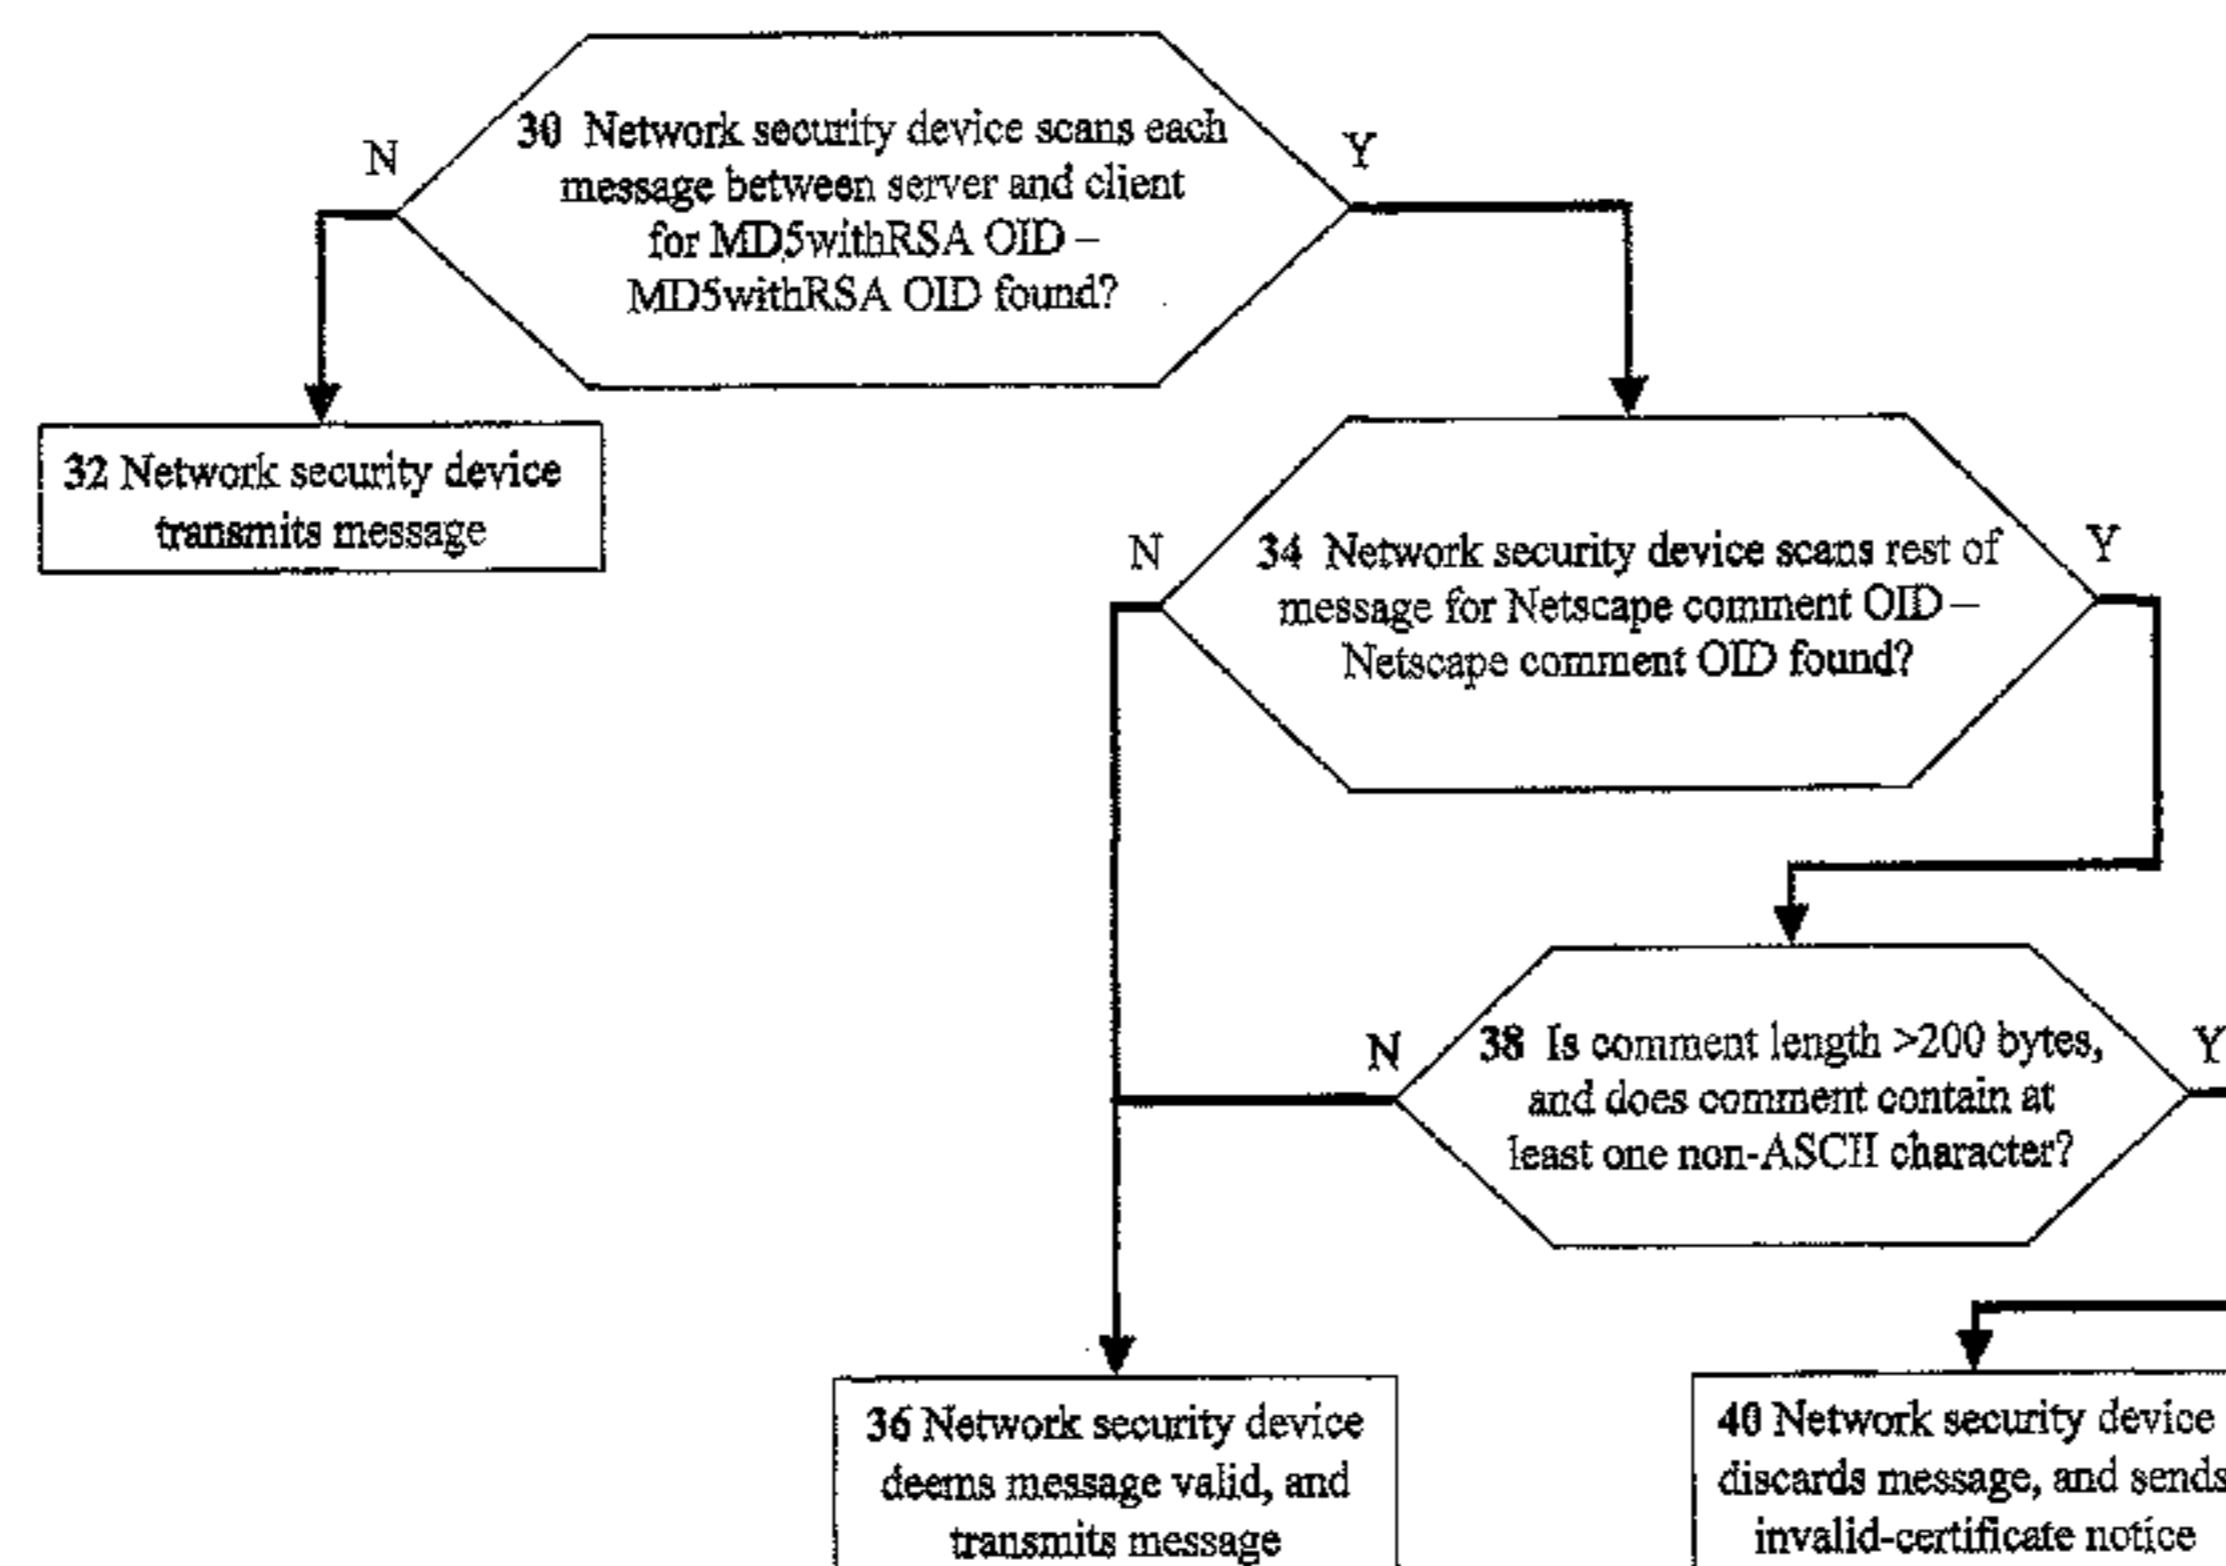 30 Network security device scans each
message between server and client
for MD5withRSA OID –
MD5withRSA OID found?
N
Y
32 Network security device
transmits message
34 Network security device scans rest of
message for Netscape comment OID –
Netscape comment OID found?
N
Y
38 Is comment length >200 bytes,
and does comment contain at
least one non-ASCII character?
N
Y
36 Network security device
deems message valid, and
transmits message
40 Network security device
discards message, and sends
invalid-certificate notice